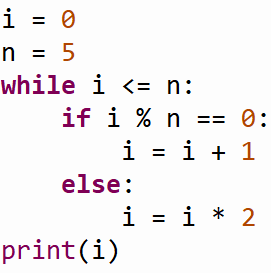 i = 0
n = 5
while i <= n:
    if i % n == 0:
        i = i + 1
    else:
        i = i * 2
print(i)